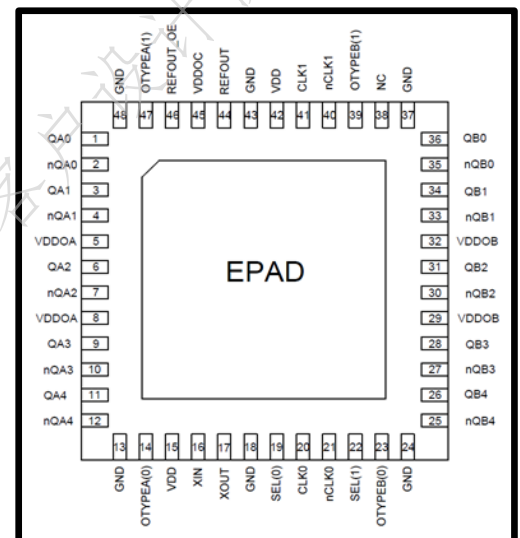 GND OTYPEA(1) REFOUT_OE VDDOC REFOUT GND VDD CLK1 nCLK1 OTYPEB(1) NC GND
48 47 46 45 44 43 42 41 40 39 38 37
QA0 1 36 QB0
nQA0 2 35 nQB0
QA1 3 34 QB1
nQA1 4 33 nQB1
VDDOA 5 32 VDDOB
QA2 6 31 QB2
EPAD
nQA2 7 30 nQB2
VDDOA 8 29 VDDOB
QA3 9 28 QB3
nQA3 10 27 nQB3
QA4 11 26 QB4
nQA4 12 25 nQB4
13 14 15 16 17 18 19 20 21 22 23 24
GND OTYPEA(0) VDD XIN XOUT GND SEL(0) CLK0 nCLK0 SEL(1) OTYPEB(0) GND
客户设计